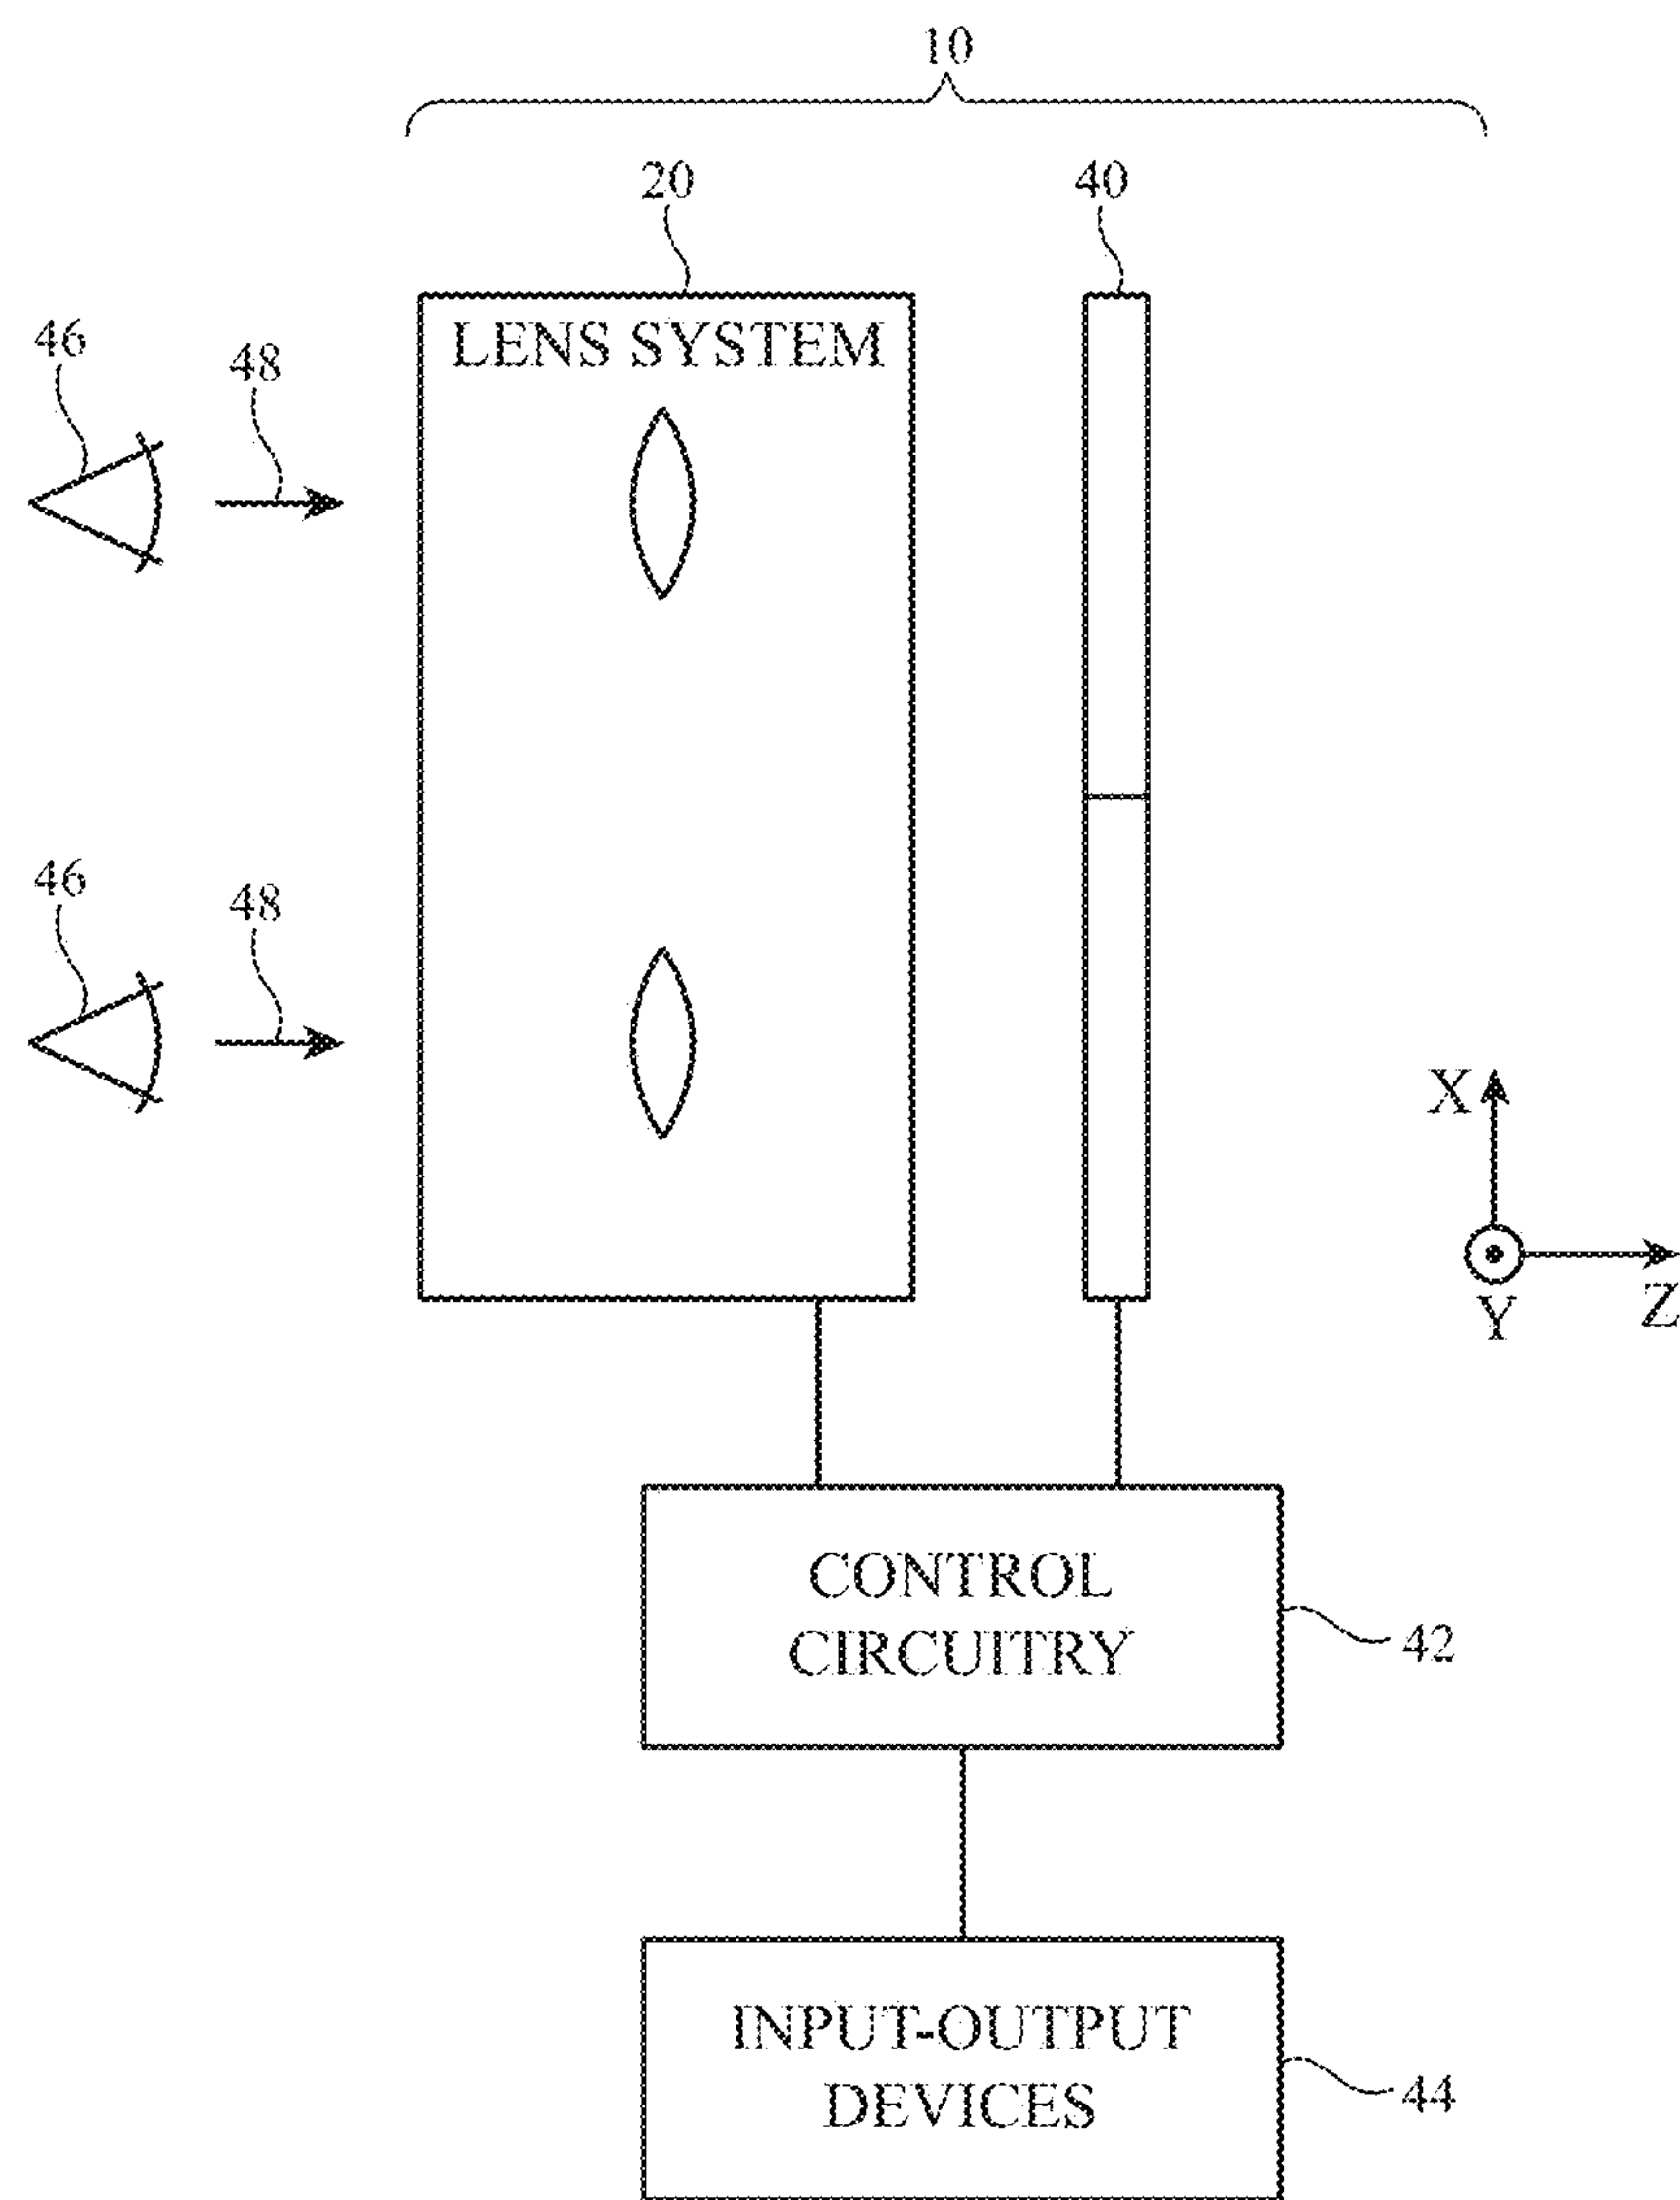 10
20
40
LENS SYSTEM
46
48
46
48
X
Y
Z
CONTROL
CIRCUITRY
42
INPUT-OUTPUT
DEVICES
44